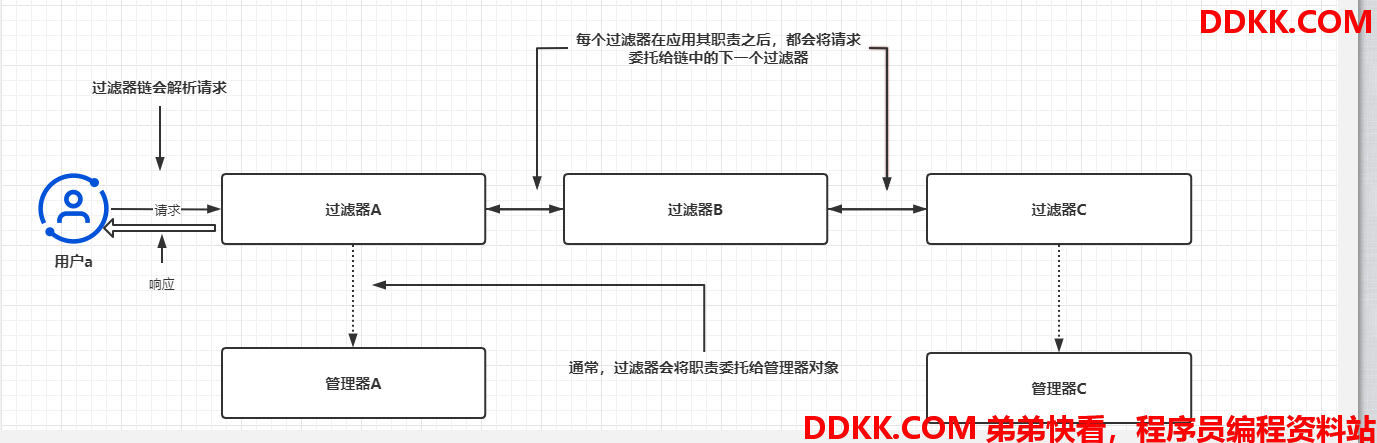 DDKK.COM
每个过滤器在应用其职责之后，都会将请求
委托给链中的下一个过滤器
过滤器链会解析请求
请求
过滤器A
过滤器B
过滤器C
用户a
响应
通常，过滤器会将职责委托给管理器对象
管理器A
管理器C
DDKK.COM 弟弟快看，程序员编程资料站